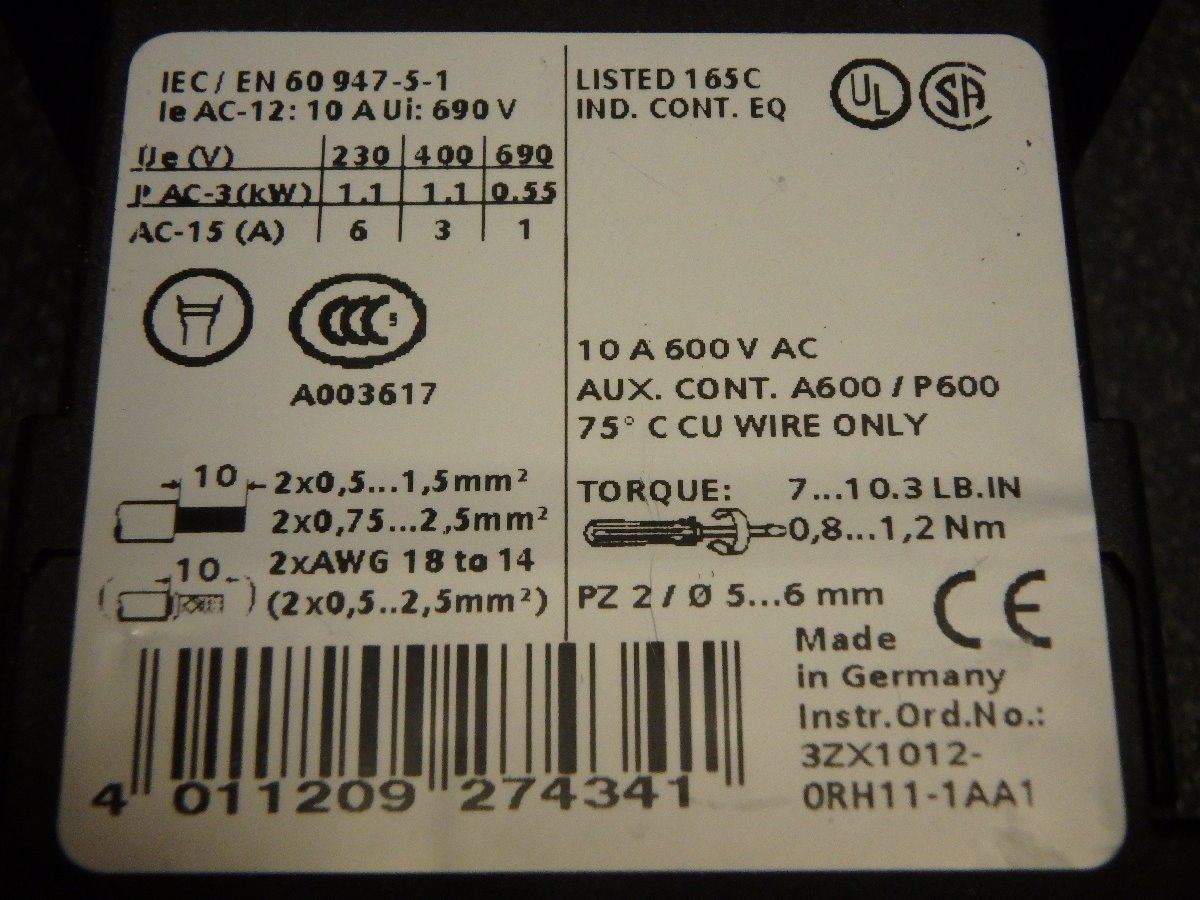 IEC / EN 60 947-5-1
Ie AC-12: 10 A Ui: 690 V
Ue (V) 230 400 690
P AC-3 (kW) 1.1 1.1 0.55
AC-15 (A) 6 3 1
CCC S
A003617
10 2x0,5...1,5mm²
2x0,75...2,5mm²
2xAWG 18 to 14
10 (2x0,5..2,5mm²)
LISTED 165C
IND. CONT. EQ
UL SA
10 A 600 V AC
AUX. CONT. A600 / P600
75° C CU WIRE ONLY
TORQUE: 7...10.3 LB.IN
0,8...1,2 Nm
PZ 2 / Ø 5...6 mm
CE
Made
in Germany
Instr.Ord.No.:
3ZX1012-
0RH11-1AA1
4 011209 274341